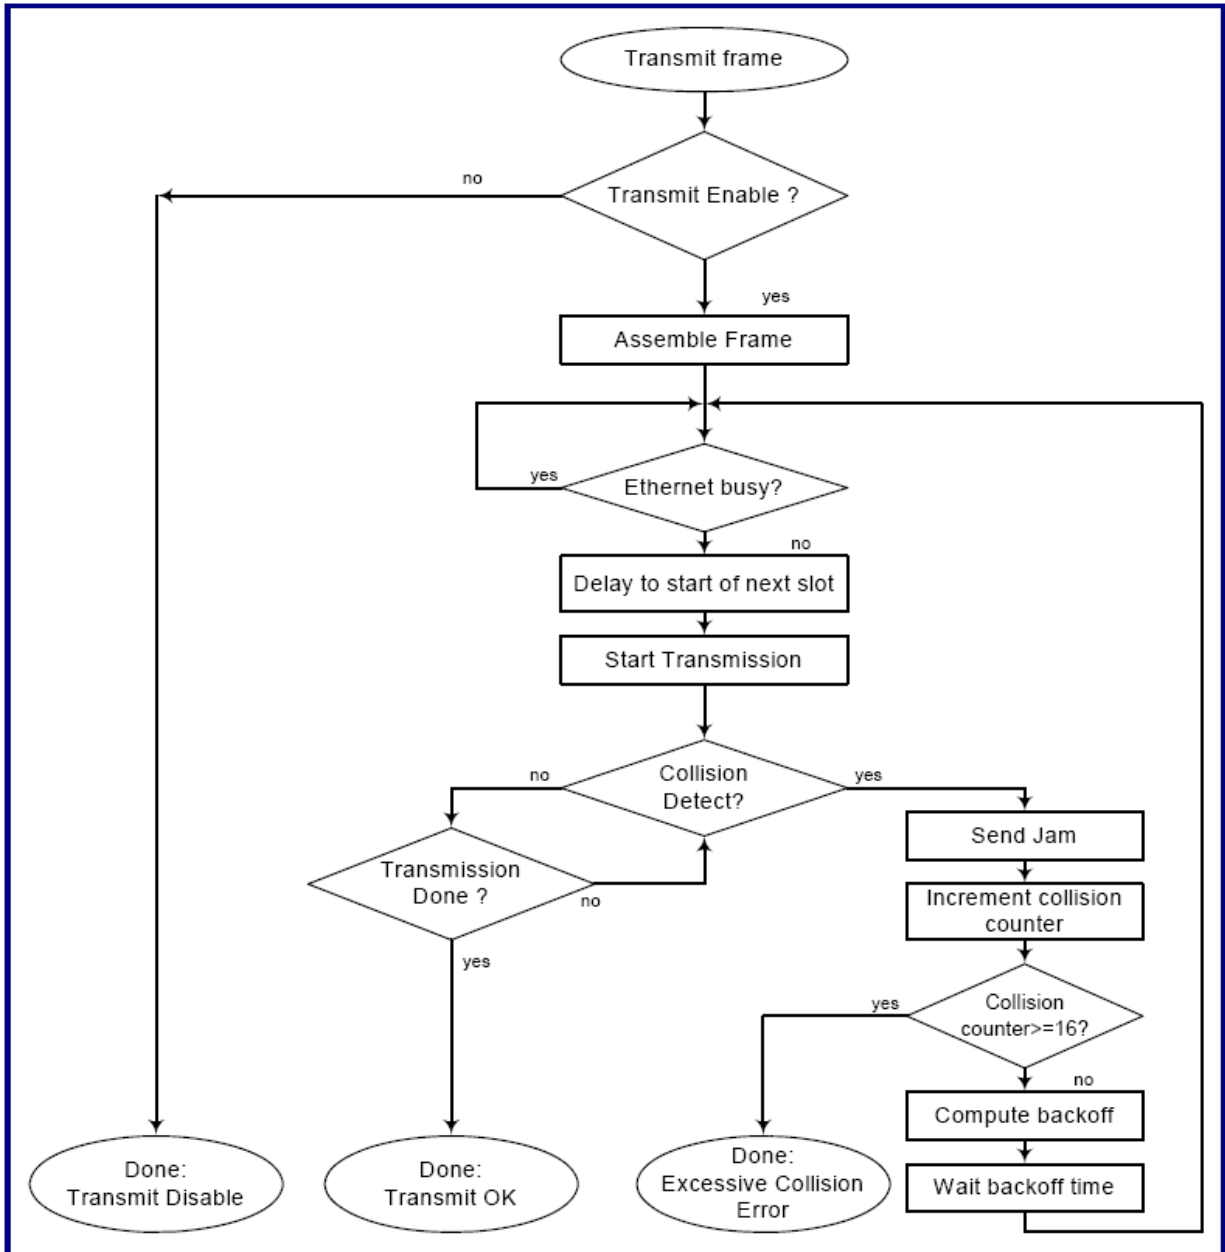 Transmit frame
no
Transmit Enable ?
yes
Assemble Frame
yes
Ethernet busy?
no
Delay to start of next slot
Start Transmission
no
Collision
Detect?
yes
Send Jam
Transmission
Done ?
no
Increment collision
counter
yes
yes
Collision
counter>=16?
no
Compute backoff
Done:
Transmit Disable
Done:
Transmit OK
Done:
Excessive Collision
Error
Wait backoff time